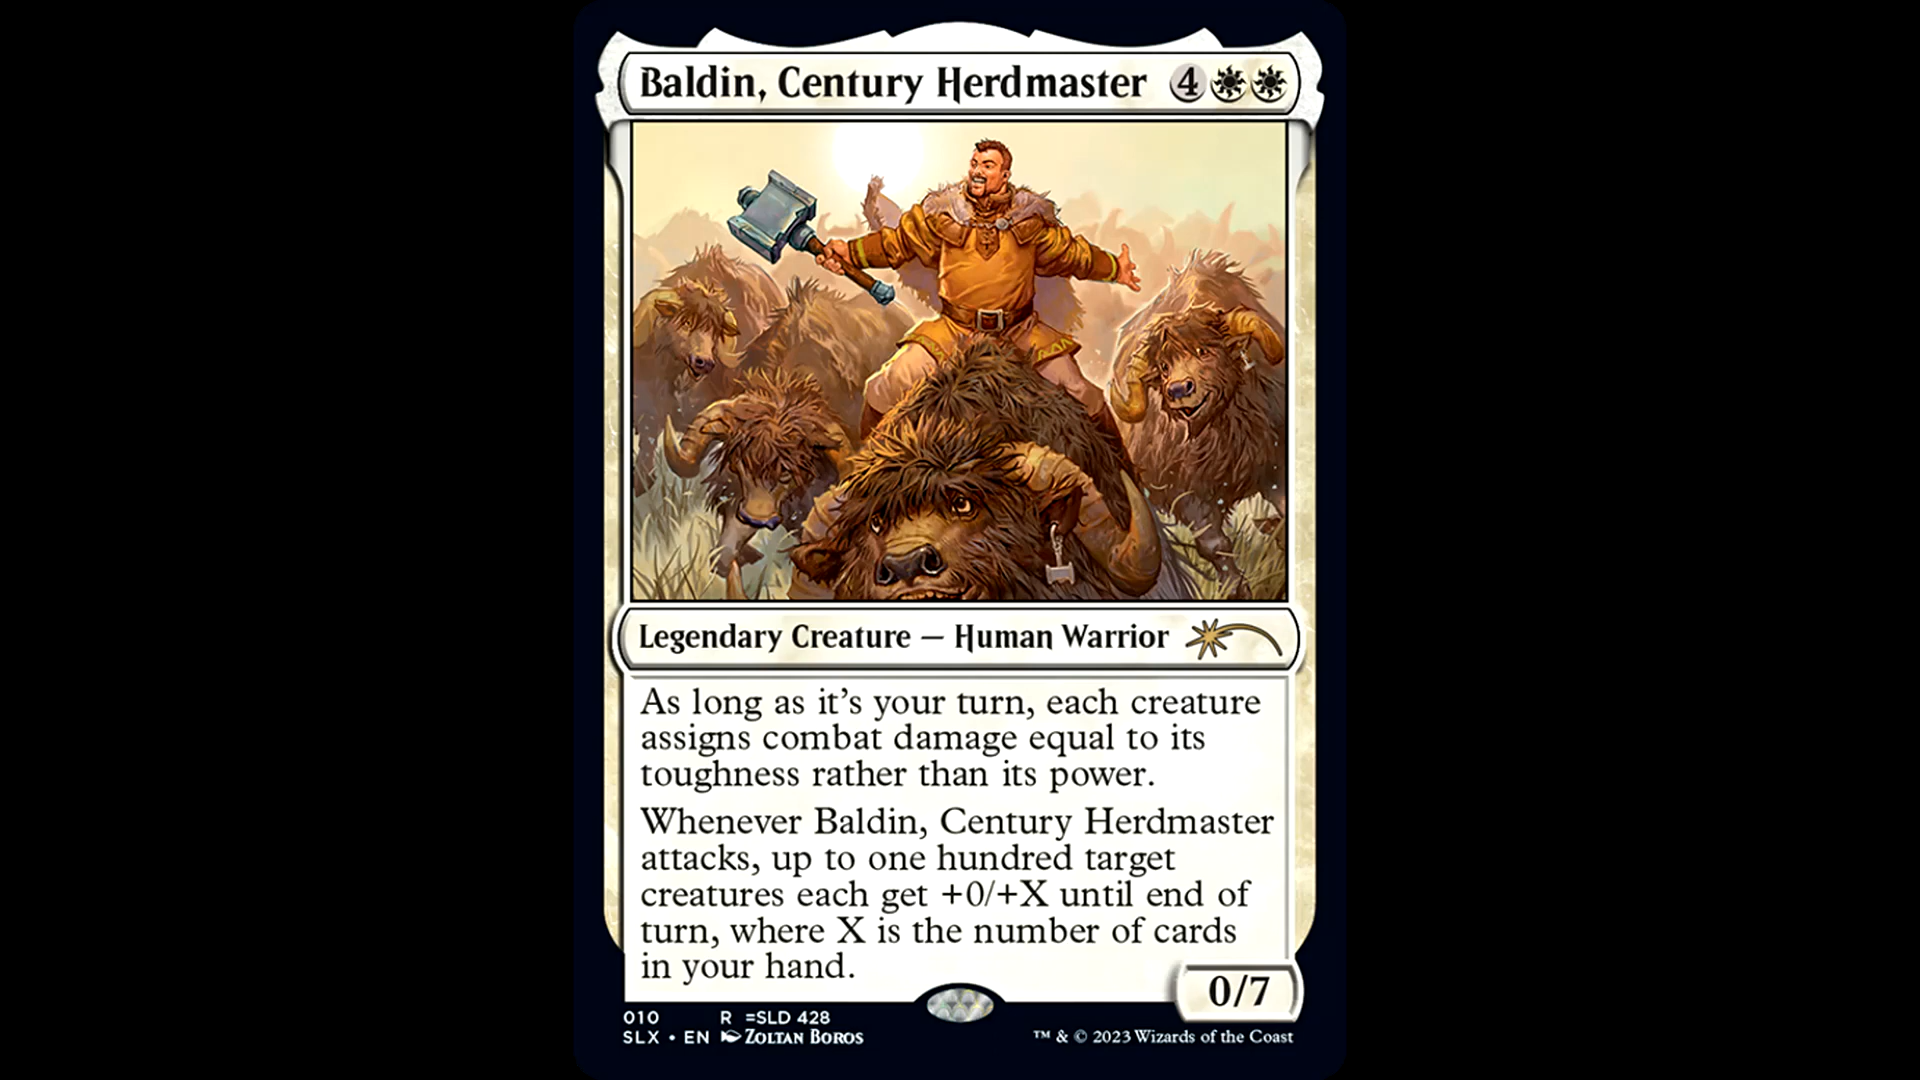 Baldin, Century Herdmaster 4
Legendary Creature — Human Warrior
As long as it's your turn, each creature
assigns combat damage equal to its
toughness rather than its power.
Whenever Baldin, Century Herdmaster
attacks, up to one hundred target
creatures each get +0/+X until end of
turn, where X is the number of cards
in your hand.
0/7
010 R =SLD 428
SLX • EN Zoltan Boros
™ & © 2023 Wizards of the Coast